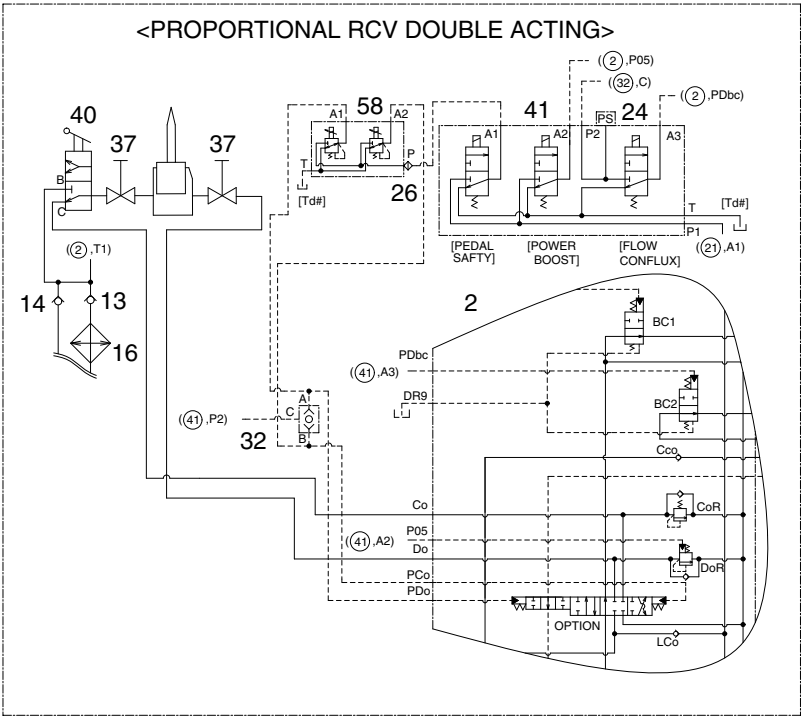 <PROPORTIONAL RCV DOUBLE ACTING>
((2),P05)
((32),C)
((2),PDbc)
40
37
37
58
A1
A2
P
T
[Td#]
26
41
24
PS
A1
A2
P2
A3
T
[Td#]
P1
((21),A1)
[PEDAL
SAFTY]
[POWER
BOOST]
[FLOW
CONFLUX]
B
C
((2),T1)
14
13
16
2
BC1
PDbc
((41),A3)
DR9
BC2
A
C
B
((41),P2)
32
Cco
Co
CoR
P05
((41),A2)
Do
DoR
PCo
PDo
OPTION
LCo